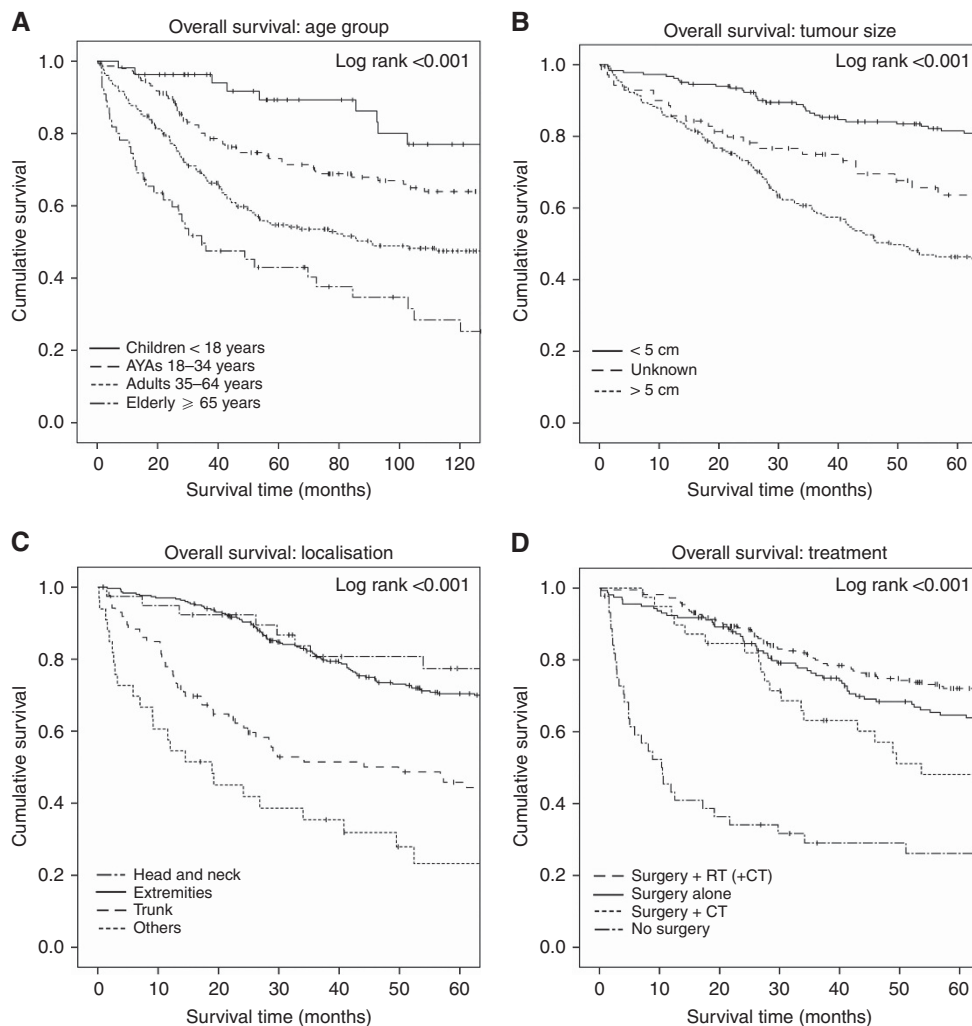 A
Overall survival: age group
Log rank <0.001
Cumulative survival
1.0
0.8
0.6
0.4
0.2
0.0
Children < 18 years
AYAs 18–34 years
Adults 35–64 years
Elderly ⩾ 65 years
0 20 40 60 80 100 120
Survival time (months)
B
Overall survival: tumour size
Log rank <0.001
Cumulative survival
1.0
0.8
0.6
0.4
0.2
0.0
< 5 cm
Unknown
> 5 cm
0 10 20 30 40 50 60
Survival time (months)
C
Overall survival: localisation
Log rank <0.001
Cumulative survival
1.0
0.8
0.6
0.4
0.2
0.0
Head and neck
Extremities
Trunk
Others
0 10 20 30 40 50 60
Survival time (months)
D
Overall survival: treatment
Log rank <0.001
Cumulative survival
1.0
0.8
0.6
0.4
0.2
0.0
Surgery + RT (+CT)
Surgery alone
Surgery + CT
No surgery
0 10 20 30 40 50 60
Survival time (months)